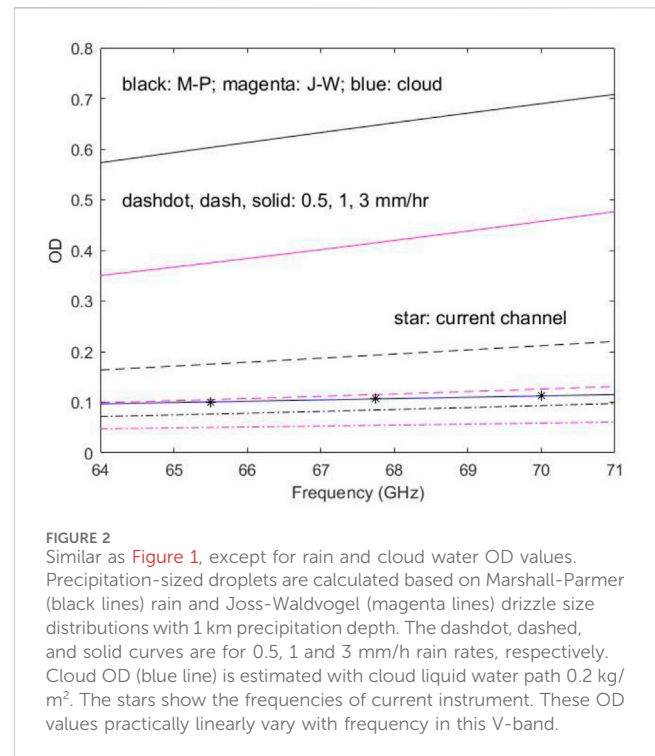 0.8
0.7
0.6
0.5
0.4
0.3
0.2
0.1
0
OD
black: M-P; magenta: J-W; blue: cloud
dashdot, dash, solid: 0.5, 1, 3 mm/hr
star: current channel
64 65 66 67 68 69 70 71
Frequency (GHz)
FIGURE 2
Similar as Figure 1, except for rain and cloud water OD values.
Precipitation-sized droplets are calculated based on Marshall-Parmer
(black lines) rain and Joss-Waldvogel (magenta lines) drizzle size
distributions with 1 km precipitation depth. The dashdot, dashed,
and solid curves are for 0.5, 1 and 3 mm/h rain rates, respectively.
Cloud OD (blue line) is estimated with cloud liquid water path 0.2 kg/
m². The stars show the frequencies of current instrument. These OD
values practically linearly vary with frequency in this V-band.